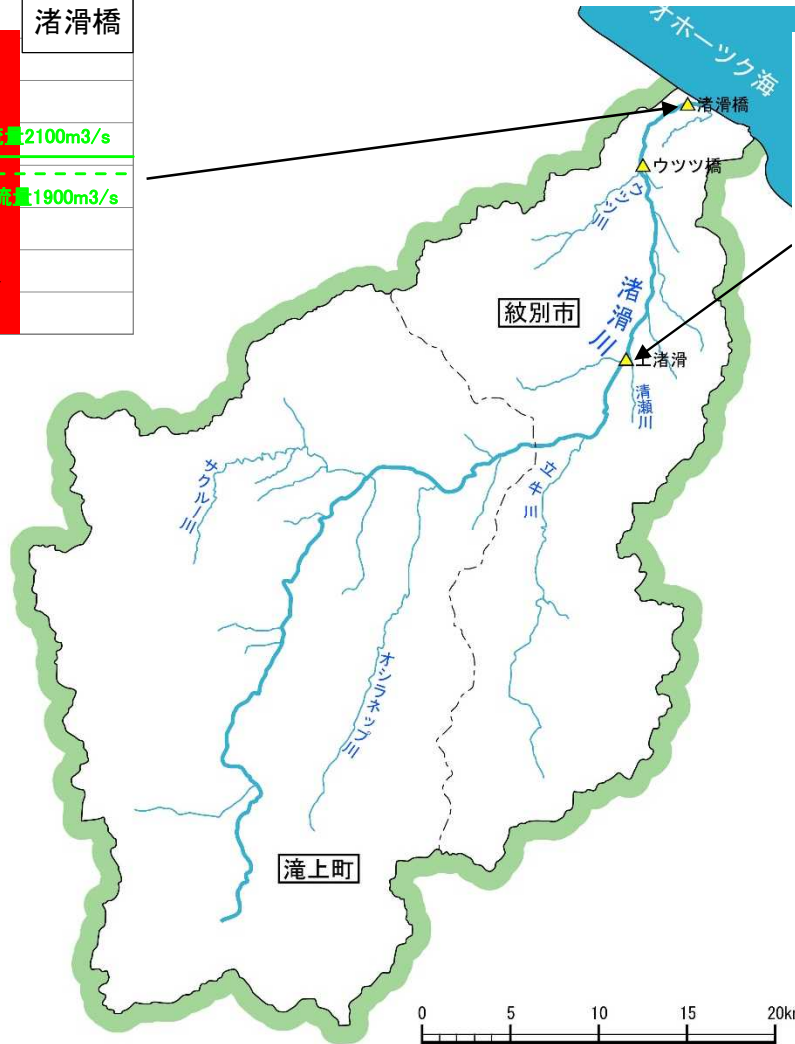 渚滑橋
流量2100m3/s
流量1900m3/s
オホーツク海
渚滑橋
ウツツ橋
ウツツ川
渚滑川
紋別市
上渚滑
清瀬川
立牛川
サクルー川
オシラネップ川
滝上町
0 5 10 15 20km